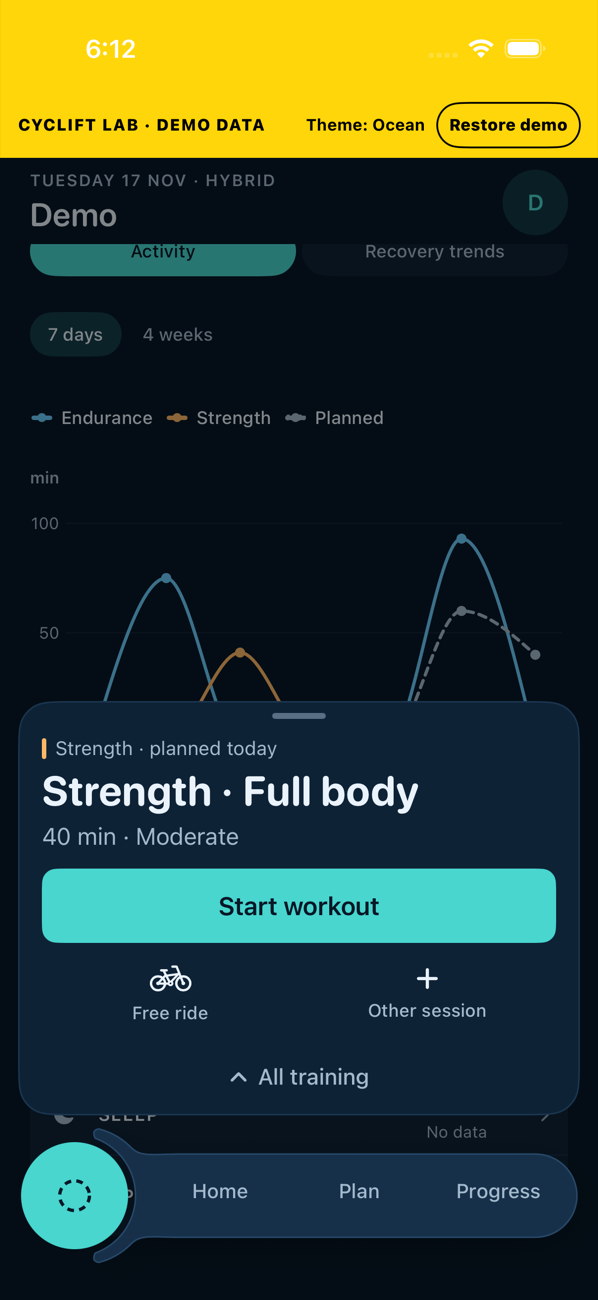 6:12
CYCLIFT LAB · DEMO DATA
Theme: Ocean
Restore demo
TUESDAY 17 NOV · HYBRID
Demo
D
Activity
Recovery trends
7 days
4 weeks
Endurance
Strength
Planned
min
100
50
Strength · planned today
Strength · Full body
40 min · Moderate
Start workout
Free ride
Other session
All training
SLEEP
No data
Home
Plan
Progress